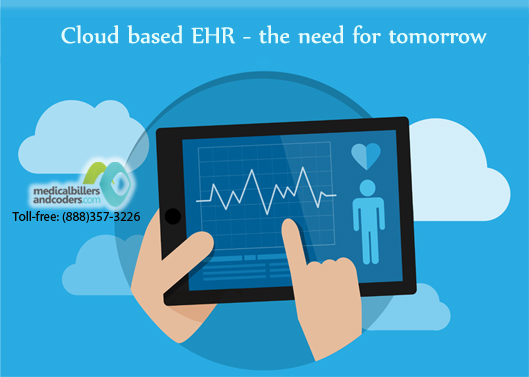 Cloud based EHR - the need for tomorrow
medicalbillers
andcoders.com
Toll-free: (888)357-3226